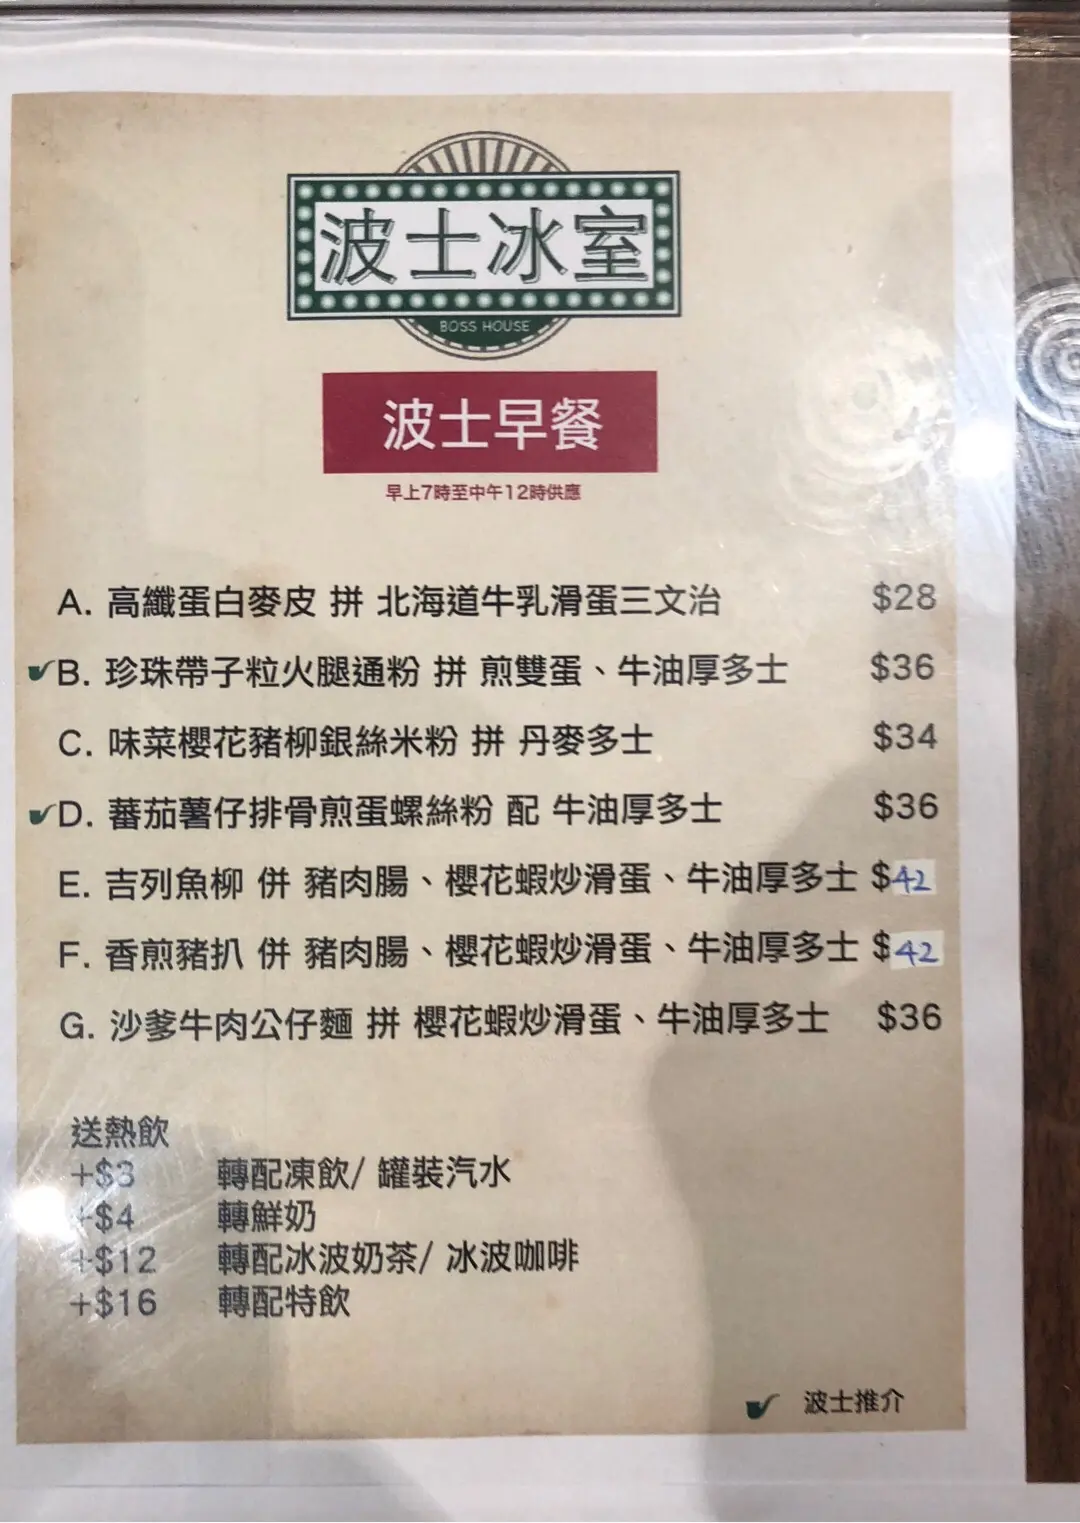 波士冰室
BOSS HOUSE
波士早餐
早上7時至中午12時供應
A. 高纖蛋白麥皮 拼 北海道牛乳滑蛋三文治 $28
B. 珍珠帶子粒火腿通粉 拼 煎雙蛋、牛油厚多士 $36
C. 味菜櫻花豬柳銀絲米粉 拼 丹麥多士 $34
D. 蕃茄薯仔排骨煎蛋螺絲粉 配 牛油厚多士 $36
E. 吉列魚柳 併 豬肉腸、櫻花蝦炒滑蛋、牛油厚多士 $42
F. 香煎豬扒 併 豬肉腸、櫻花蝦炒滑蛋、牛油厚多士 $42
G. 沙爹牛肉公仔麵 拼 櫻花蝦炒滑蛋、牛油厚多士 $36
送熱飲
+$3 轉配凍飲/ 罐裝汽水
+$4 轉鮮奶
+$12 轉配冰波奶茶/ 冰波咖啡
+$16 轉配特飲
波士推介